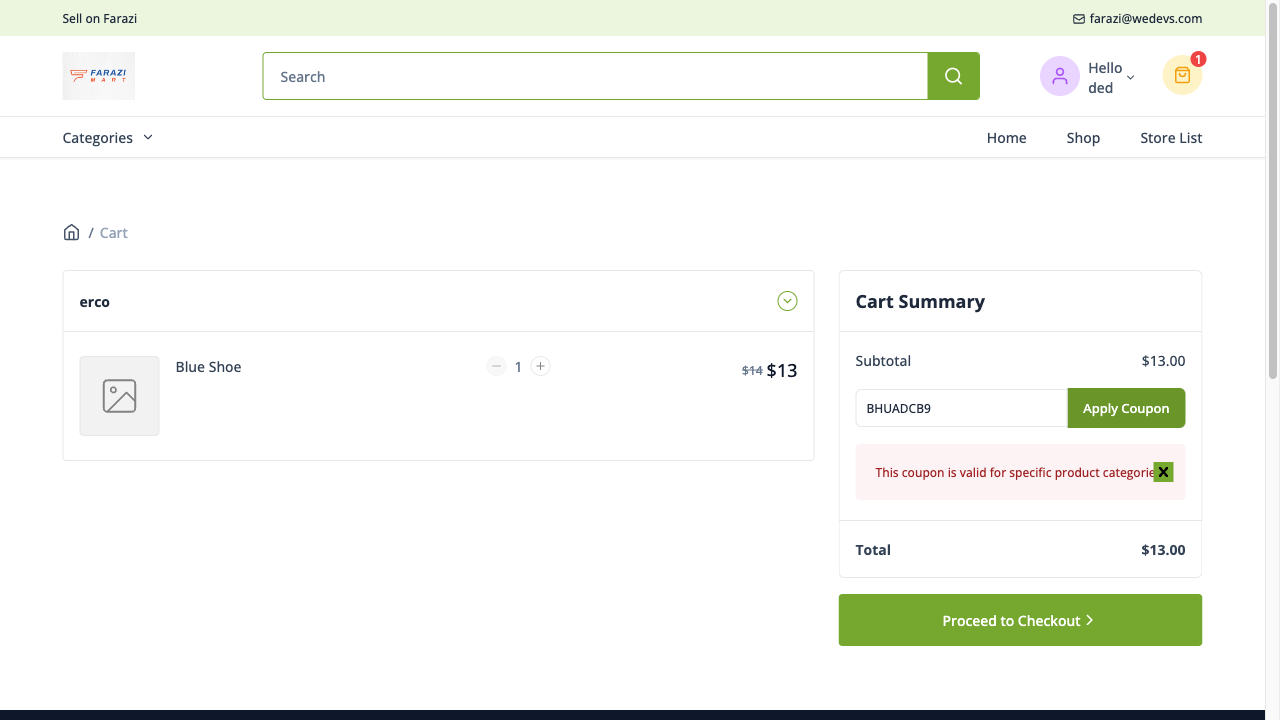 Sell on Farazi
farazi@wedevs.com
FARAZI
MART
Search
Hello
ded
1
Categories
Home
Shop
Store List
/ Cart
erco
Blue Shoe
1
$14 $13
Cart Summary
Subtotal
$13.00
BHUADCB9
Apply Coupon
This coupon is valid for specific product categorie
X
Total
$13.00
Proceed to Checkout